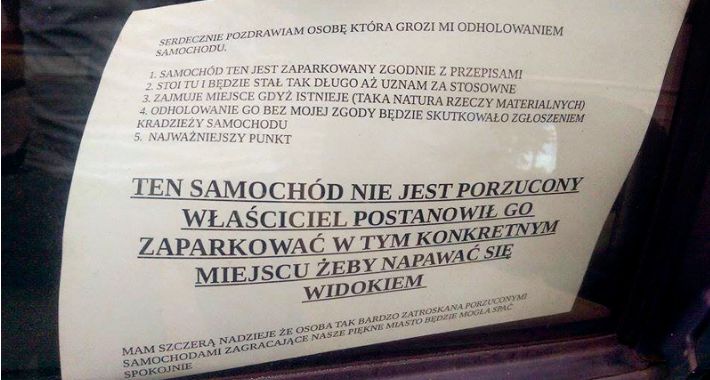 SERDECZNIE POZDRAWIAM OSOBĘ KTÓRA GROZI MI ODHOLOWANIEM
SAMOCHODU.
1. SAMOCHÓD TEN JEST ZAPARKOWANY ZGODNIE Z PRZEPISAMI
2. STOI TU I BĘDZIE STAŁ TAK DŁUGO AŻ UZNAM ZA STOSOWNE
3. ZAJMUJE MIEJSCE GDYŻ ISTNIEJE (TAKA NATURA RZECZY MATERIALNYCH)
4. ODHOLOWANIE GO BEZ MOJEJ ZGODY BĘDZIE SKUTKOWAŁO ZGŁOSZENIEM
KRADZIEŻY SAMOCHODU
5. NAJWAŻNIEJSZY PUNKT
TEN SAMOCHÓD NIE JEST PORZUCONY
WŁAŚCICIEL POSTANOWIŁ GO
ZAPARKOWAĆ W TYM KONKRETNYM
MIEJSCU ŻEBY NAPAWAĆ SIĘ
WIDOKIEM
MAM SZCZERĄ NADZIEJE ŻE OSOBA TAK BARDZO ZATROSKANA PORZUCONYMI
SAMOCHODAMI ZAGRACAJĄCE NASZE PIĘKNE MIASTO BĘDZIE MOGŁA SPAĆ
SPOKOJNIE